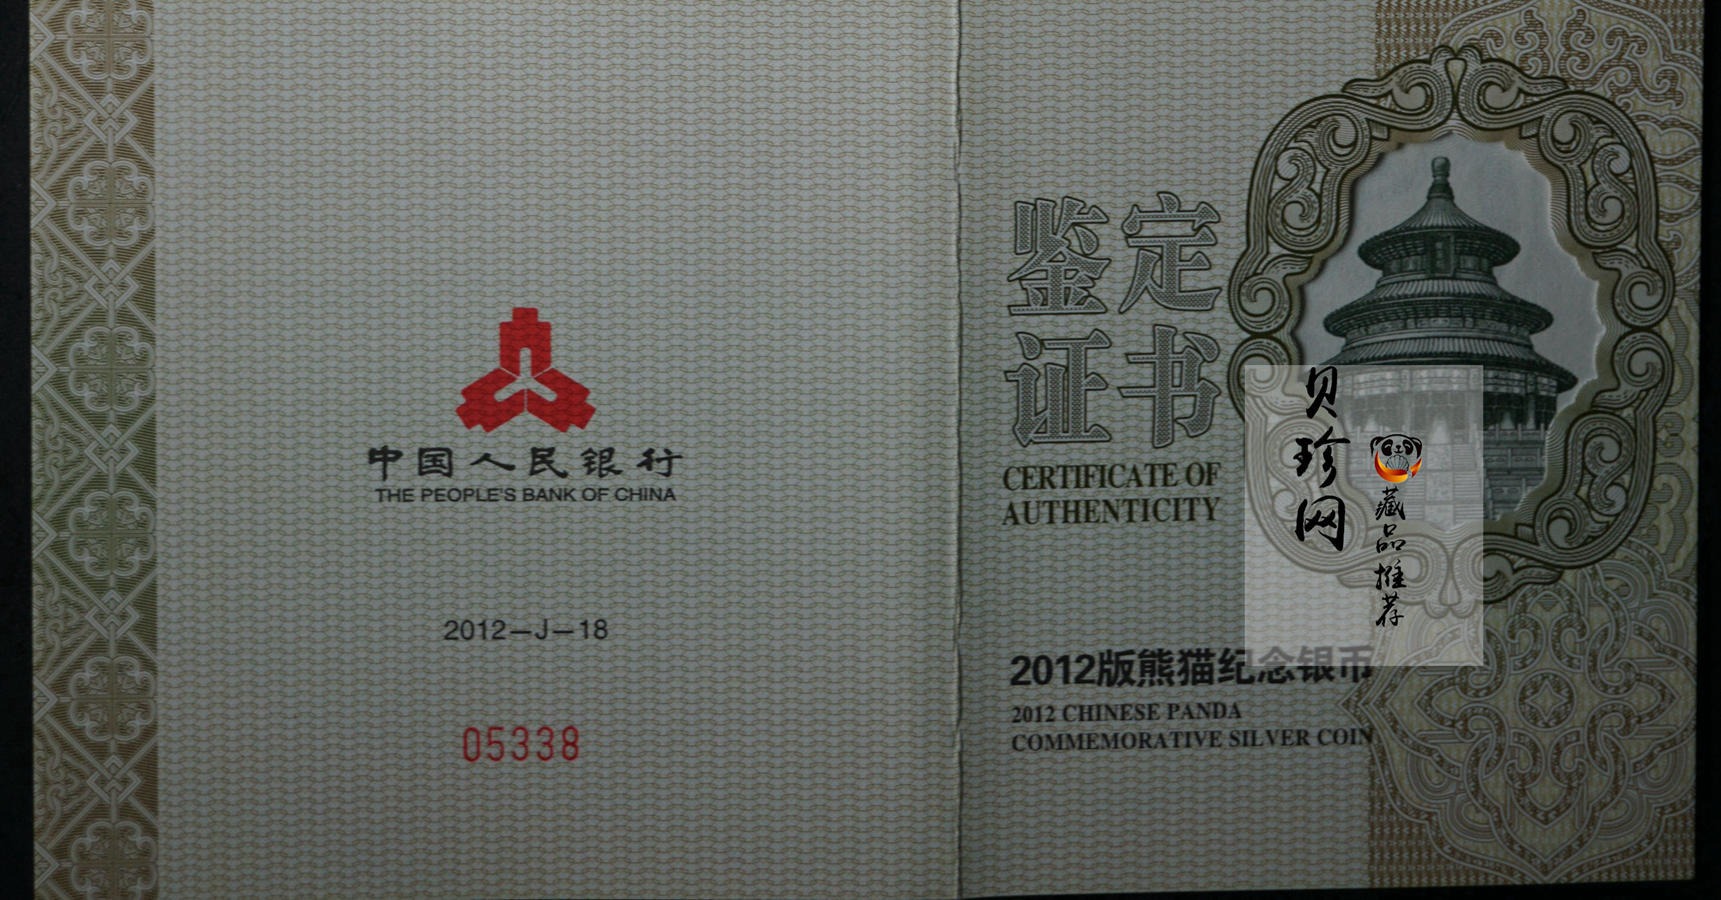 中国人民银行
THE PEOPLE'S BANK OF CHINA
2012-J-18
05338
鉴定
证书
CERTIFICATE OF
AUTHENTICITY
2012版熊猫纪念银币
2012 CHINESE PANDA
COMMEMORATIVE SILVER COIN
贝珍网
藏品推荐